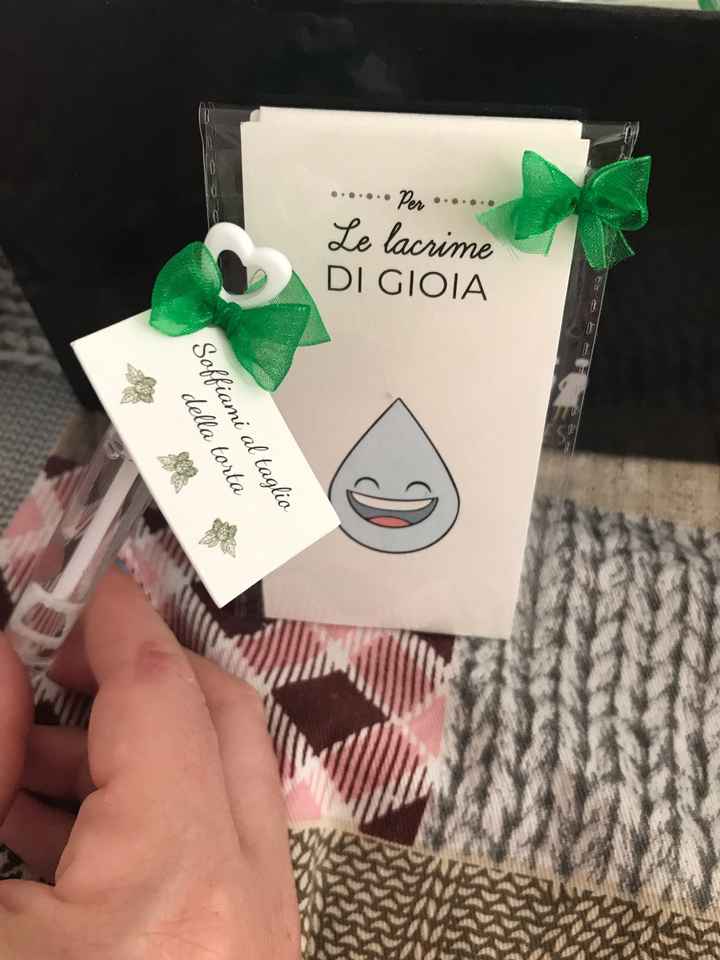 Per
Le lacrime
DI GIOIA
Soffiami al taglio
della torta